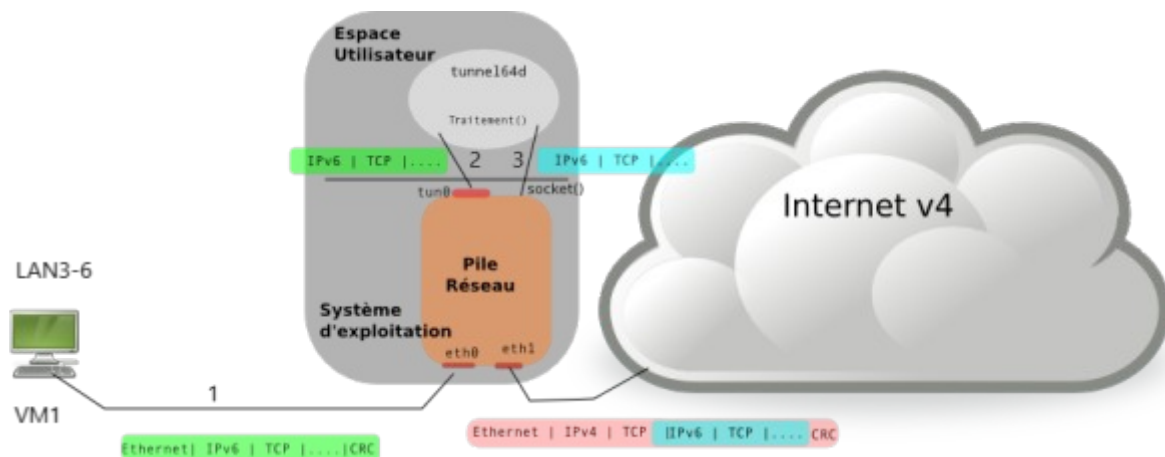 Espace
Utilisateur
tunnel64d
Traitement()
IPv6 | TCP |....
2
3
IPv6 | TCP |....
tun0
socket()
Internet v4
LAN3-6
Pile
Réseau
Système
d'exploitation
eth0
eth1
1
VM1
Ethernet| IPv6 | TCP |....|CRC
Ethernet | IPv4 | TCP |IPv6 | TCP |.... CRC